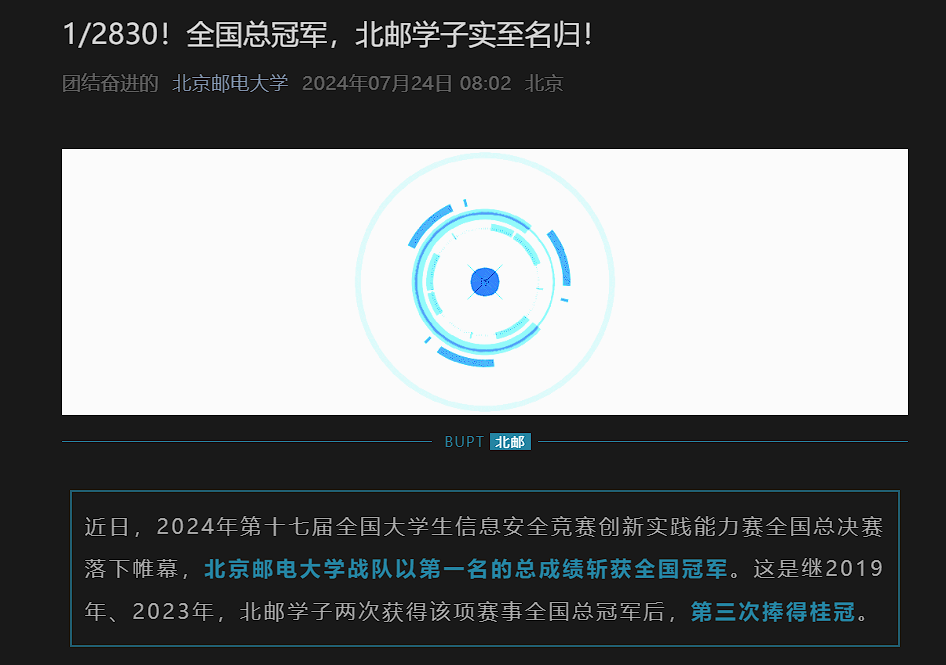 1/2830！全国总冠军，北邮学子实至名归！
团结奋进的 北京邮电大学 2024年07月24日 08:02 北京
BUPT 北邮
近日，2024年第十七届全国大学生信息安全竞赛创新实践能力赛全国总决赛
落下帷幕，北京邮电大学战队以第一名的总成绩斩获全国冠军。这是继2019
年、2023年，北邮学子两次获得该项赛事全国总冠军后，第三次捧得桂冠。